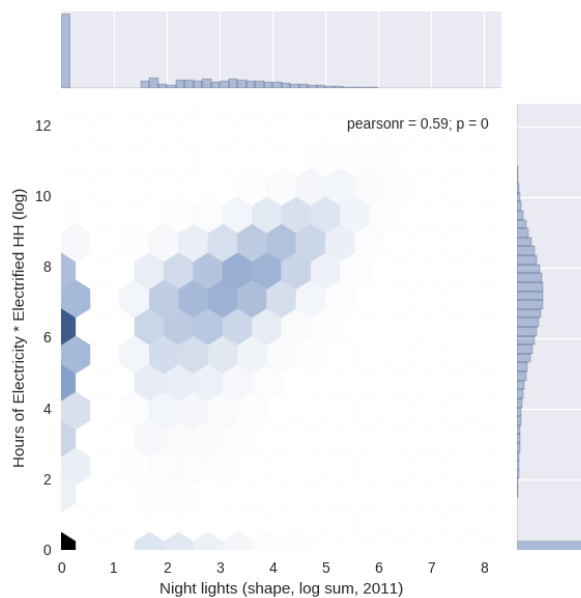 pearsonr = 0.59; p = 0
12
10
8
6
4
2
0
Hours of Electricity * Electrified HH (log)
0 1 2 3 4 5 6 7 8
Night lights (shape, log sum, 2011)